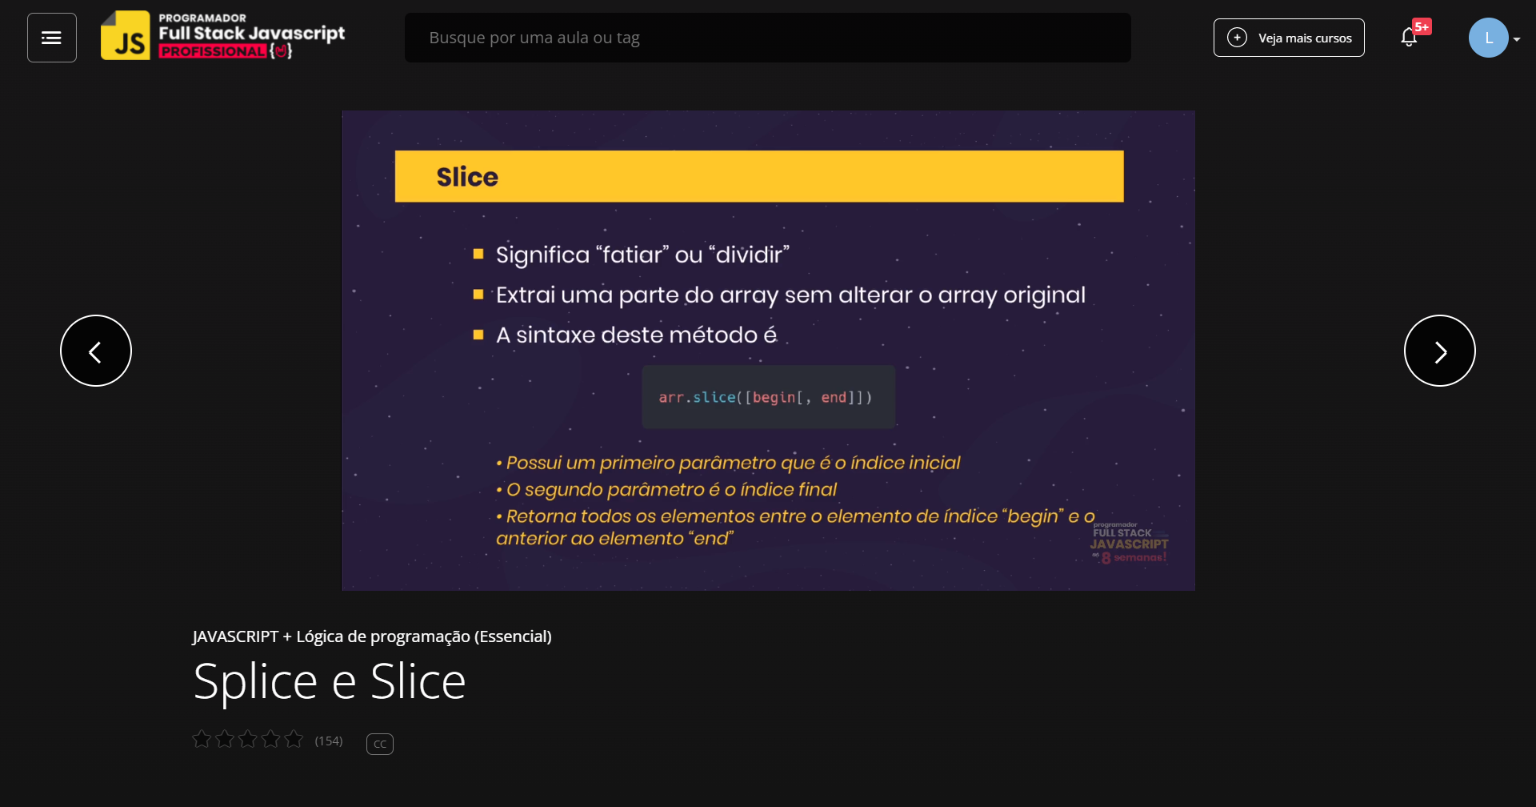 JS
PROGRAMADOR
Full Stack Javascript
PROFISSIONAL
Busque por uma aula ou tag
Veja mais cursos
5+
L
Slice
Significa “fatiar” ou “dividir”
Extrai uma parte do array sem alterar o array original
A sintaxe deste método é
arr.slice([begin[, end]])
• Possui um primeiro parâmetro que é o índice inicial
• O segundo parâmetro é o índice final
• Retorna todos os elementos entre o elemento de índice “begin” e o
anterior ao elemento “end”
programador
FULL STACK
JAVASCRIPT
8 semanas!
JAVASCRIPT + Lógica de programação (Essencial)
Splice e Slice
(154)
CC